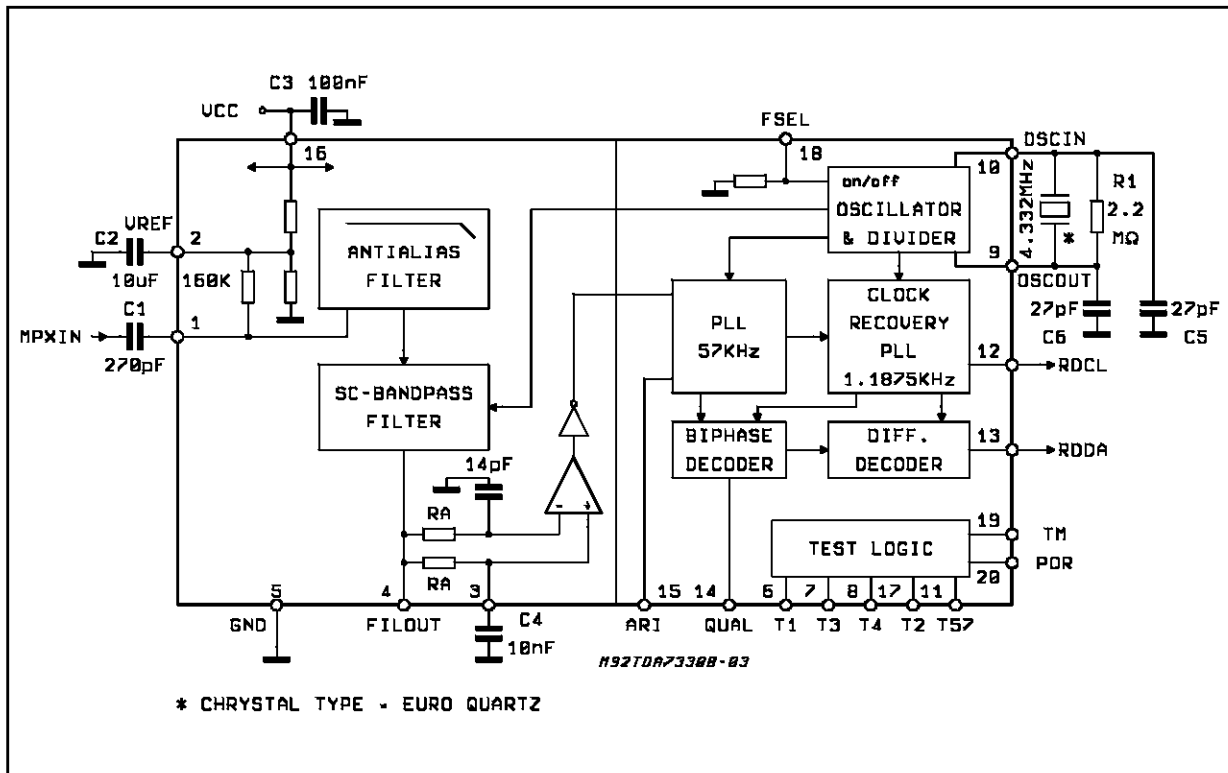 C3 100nF
VCC
16
FSEL
18
OSCIN
10
on/off
OSCILLATOR
& DIVIDER
9
OSCOUT
4.332MHz
*
R1
2.2
MΩ
27pF
C6
27pF
C5
VREF
C2
2
10uF
150K
C1
MPXIN
1
270pF
ANTIALIAS
FILTER
SC-BANDPASS
FILTER
PLL
57KHz
CLOCK
RECOVERY
PLL
1.1875KHz
12
RDCL
BIPHASE
DECODER
DIFF.
DECODER
13
RDDA
14pF
- +
RA
RA
TEST LOGIC
19
TM
POR
20
5
4
3
15
14
6
7
8
17
11
GND
FILOUT
C4
10nF
ARI
QUAL
T1
T3
T4
T2
T57
M92TDA7330B-03
* CHRYSTAL TYPE = EURO QUARTZ